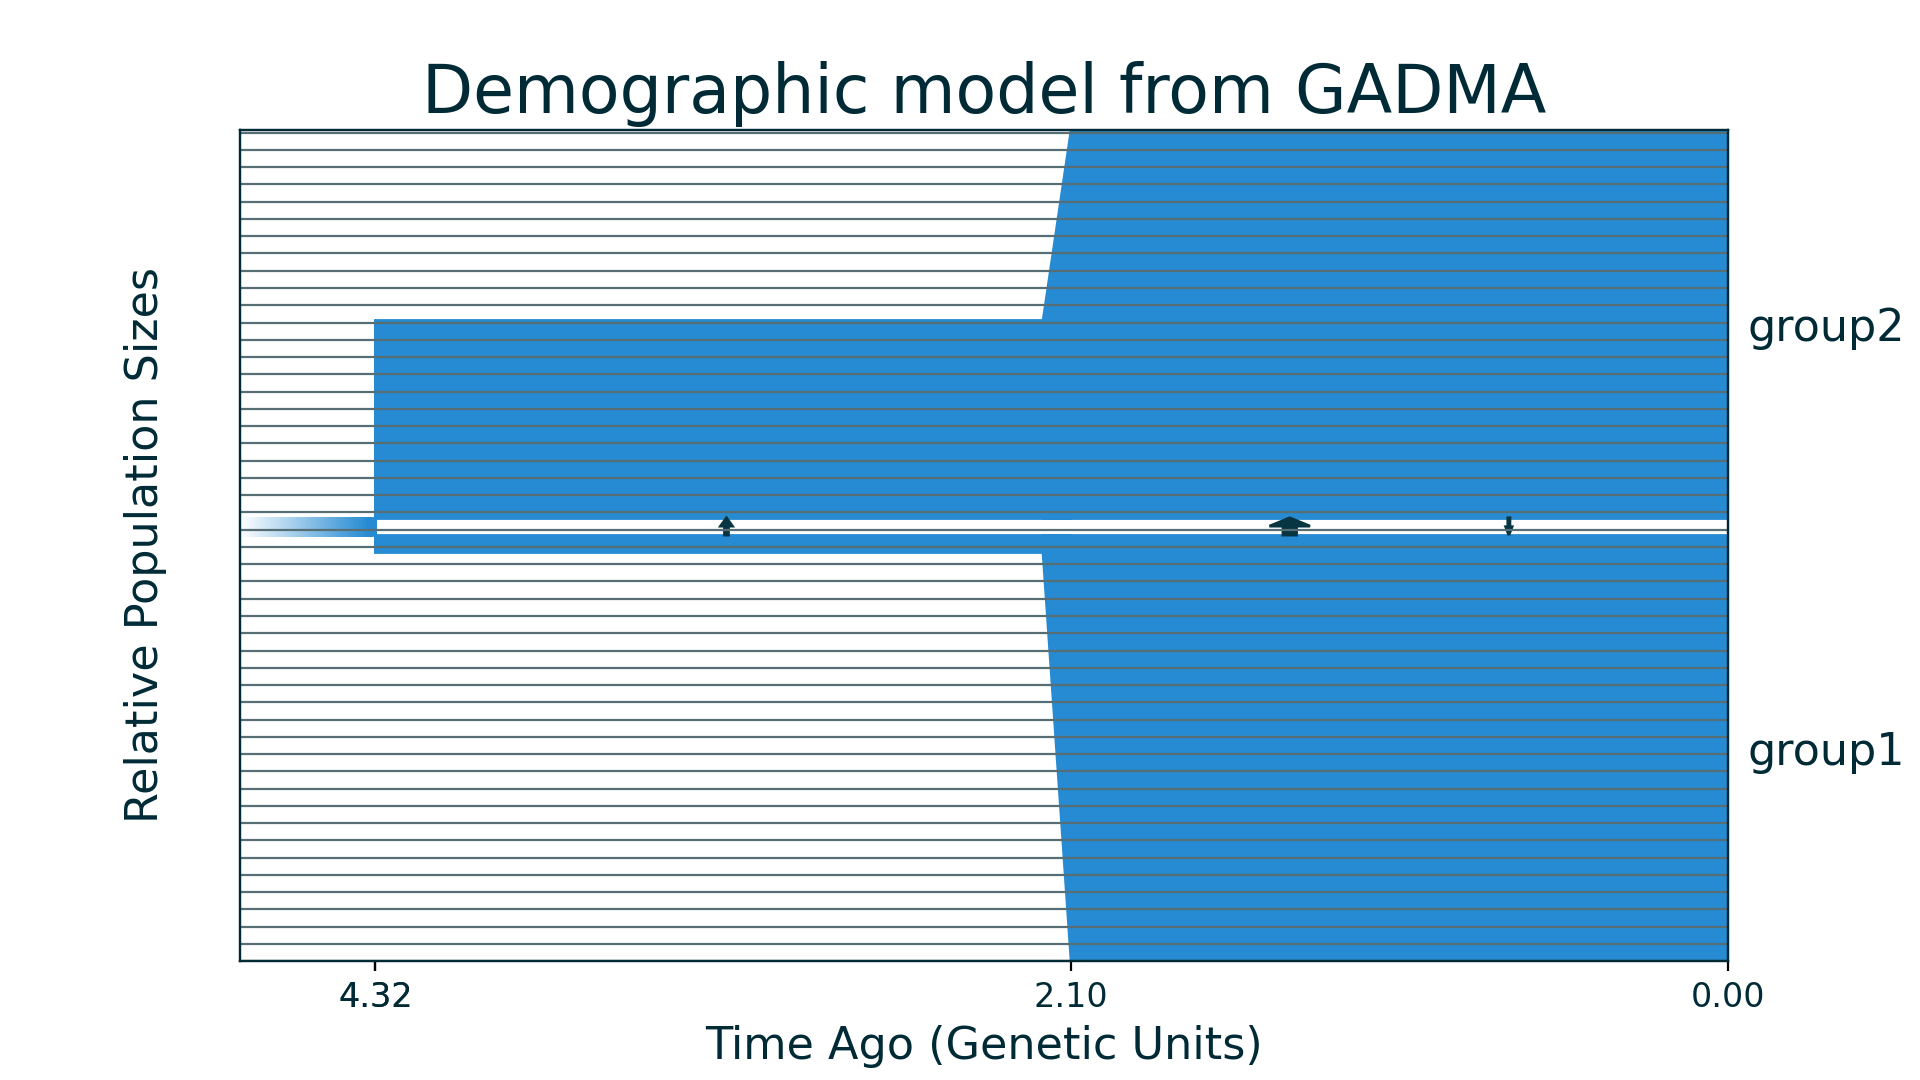 Demographic model from GADMA
Relative Population Sizes
group2
group1
4.32
2.10
0.00
Time Ago (Genetic Units)